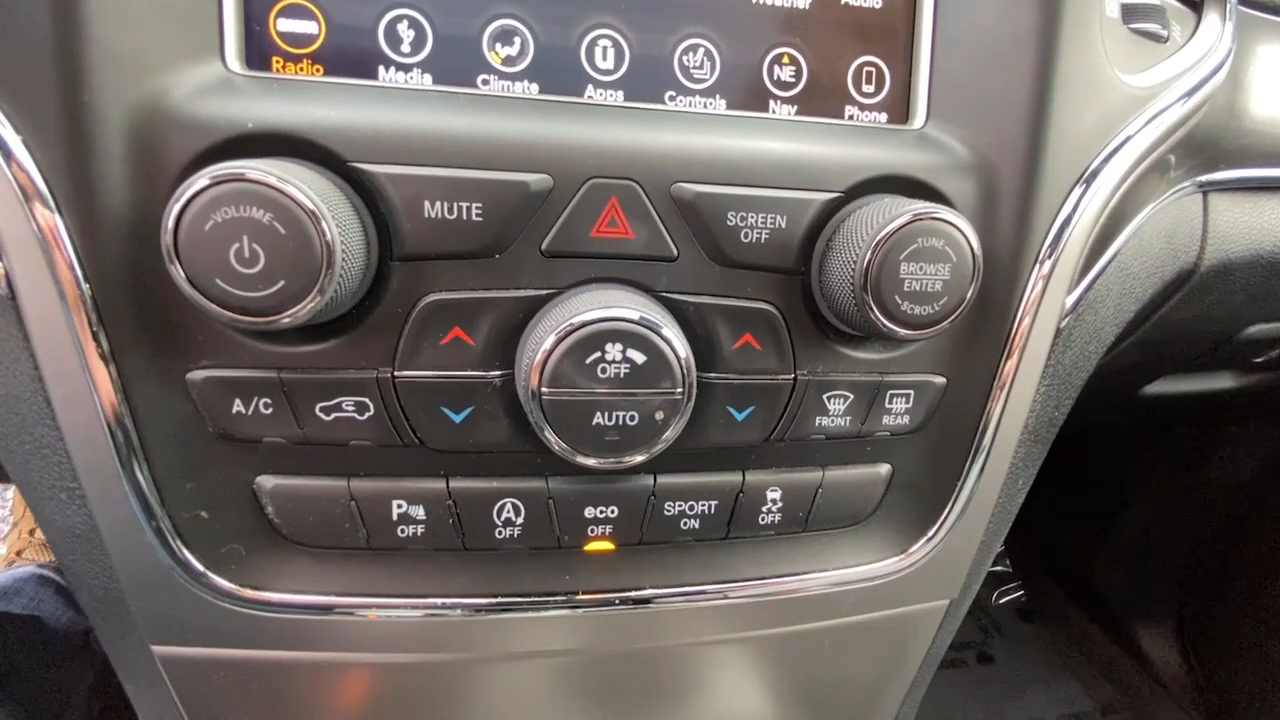 Weather
Audio
Radio
Media
Climate
Apps
Controls
NE
Nav
Phone
VOLUME
MUTE
SCREEN
OFF
TUNE
BROWSE
ENTER
SCROLL
OFF
AUTO
A/C
FRONT
REAR
P
OFF
A
OFF
eco
OFF
SPORT
ON
OFF